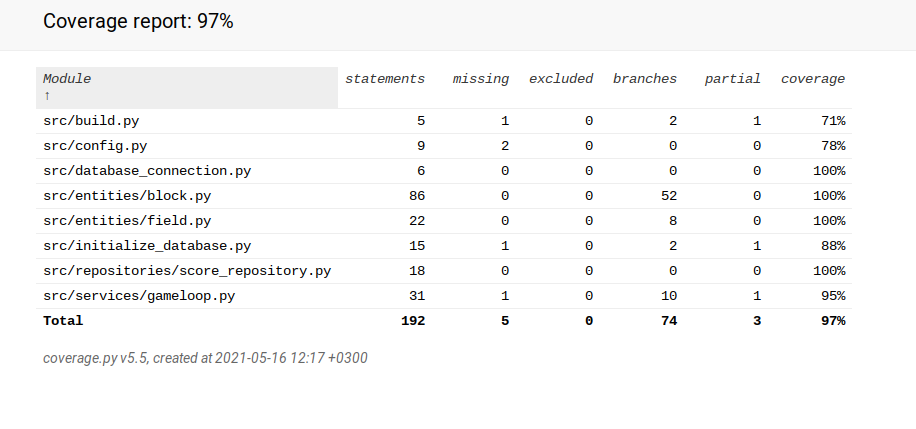 Coverage report: 97%
Module statements missing excluded branches partial coverage
↑
src/build.py 5 1 0 2 1 71%
src/config.py 9 2 0 0 0 78%
src/database_connection.py 6 0 0 0 0 100%
src/entities/block.py 86 0 0 52 0 100%
src/entities/field.py 22 0 0 8 0 100%
src/initialize_database.py 15 1 0 2 1 88%
src/repositories/score_repository.py 18 0 0 0 0 100%
src/services/gameloop.py 31 1 0 10 1 95%
Total 192 5 0 74 3 97%
coverage.py v5.5, created at 2021-05-16 12:17 +0300